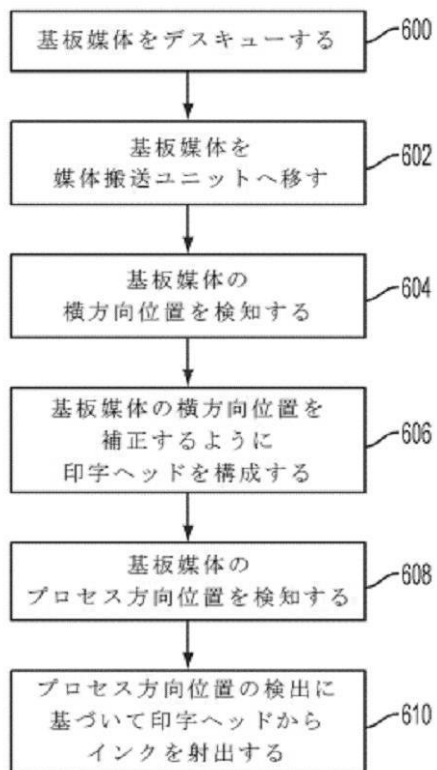 基板媒体をデスキューする
600
基板媒体を
媒体搬送ユニットへ移す
602
基板媒体の
横方向位置を検知する
604
基板媒体の横方向位置を
補正するように
印字ヘッドを構成する
606
基板媒体の
プロセス方向位置を検知する
608
プロセス方向位置の検出に
基づいて印字ヘッドから
インクを射出する
610